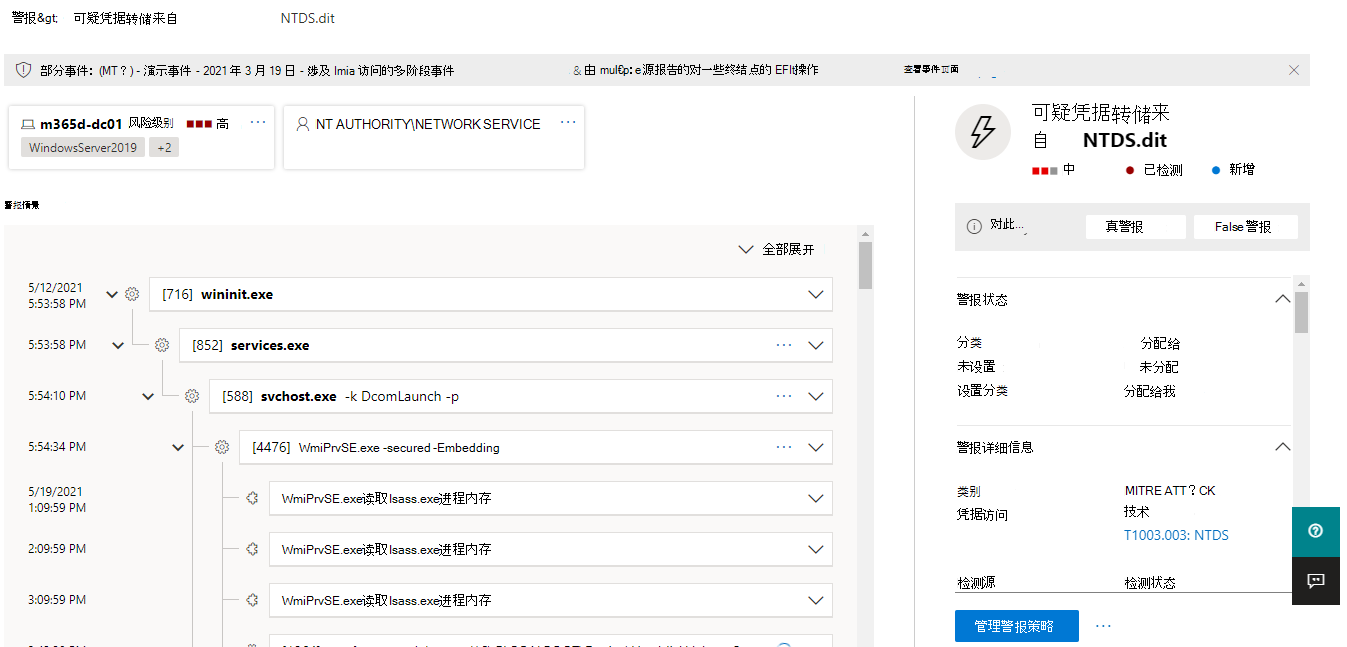 警报&gt; 可疑凭据转储来自 NTDS.dit
部分事件：(MT？) - 演示事件 - 2021 年 3 月 19 日 - 涉及 Imia 访问的多阶段事件 & 由 源报告的对一些终结点的 操作 查看事件页面
m365d-dc01 风险级别 高 ···
WindowsServer2019 +2
NT AUTHORITY\NETWORK SERVICE ···
警报情景
全部展开
5/12/2021
5:53:58 PM
[716] wininit.exe
5:53:58 PM [852] services.exe ···
5:54:10 PM [588] svchost.exe -k DcomLaunch -p ···
5:54:34 PM [4476] WmiPrvSE.exe -secured -Embedding ···
5/19/2021
1:09:59 PM
WmiPrvSE.exe读取lsass.exe进程内存
2:09:59 PM WmiPrvSE.exe读取lsass.exe进程内存
3:09:59 PM WmiPrvSE.exe读取lsass.exe进程内存
可疑凭据转储来
自 NTDS.dit
中 已检测 新增
对此... 真警报 False 警报
警报状态
分类 分配给
未设置 未分配
设置分类 分配给我
警报详细信息
类别 MITRE ATT？CK
凭据访问 技术
T1003.003: NTDS
检测源 检测状态
管理警报策略 ···